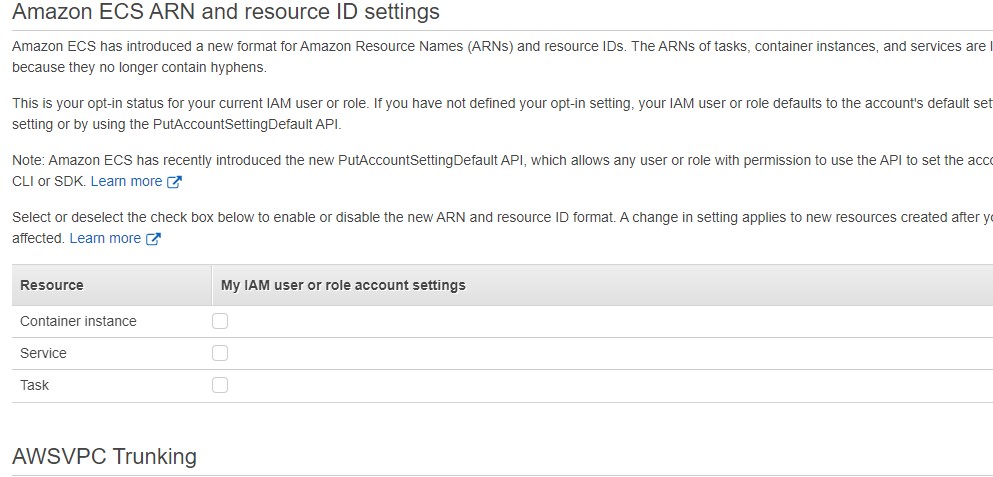 Amazon ECS ARN and resource ID settings
Amazon ECS has introduced a new format for Amazon Resource Names (ARNs) and resource IDs. The ARNs of tasks, container instances, and services are
because they no longer contain hyphens.
This is your opt-in status for your current IAM user or role. If you have not defined your opt-in setting, your IAM user or role defaults to the account's default set
setting or by using the PutAccountSettingDefault API.
Note: Amazon ECS has recently introduced the new PutAccountSettingDefault API, which allows any user or role with permission to use the API to set the acc
CLI or SDK. Learn more
Select or deselect the check box below to enable or disable the new ARN and resource ID format. A change in setting applies to new resources created after y
affected. Learn more
Resource My IAM user or role account settings
Container instance
Service
Task
AWSVPC Trunking